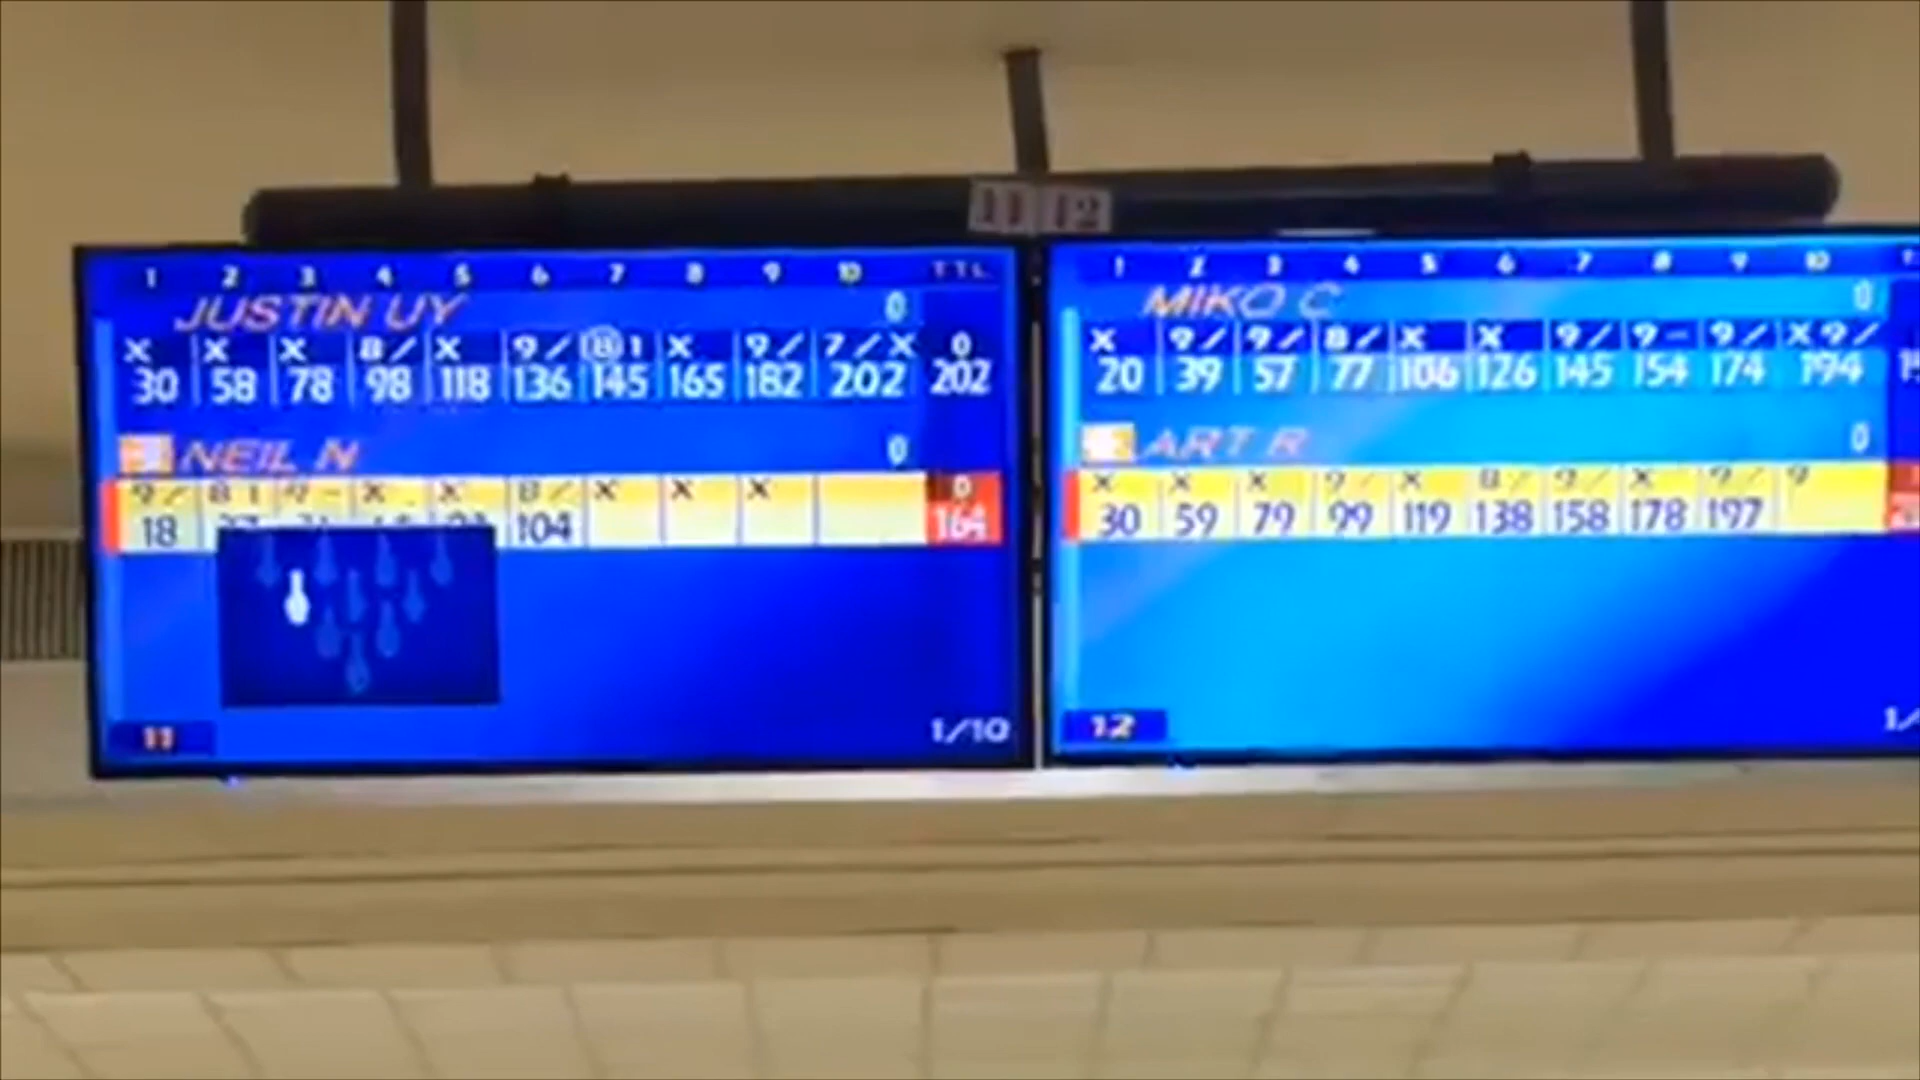 11 12
1 2 3 4 5 6 7 8 9 10 TTL
JUSTIN UY 0
X X X 8/ X 9/ 8 1 X 9/ 7/X 0
30 58 78 98 118 136 145 165 182 202 202
NEIL N 0
9/ 8 1 9 - X X 8/ X X X 0
18 104 164
11 1/10
1 2 3 4 5 6 7 8 9 10
MIKO C 0
X 9/ 9/ 8/ X X 9/ 9- 9/ X9/
20 39 57 77 106 126 145 154 174 194
ART R 0
X X X 9/ X 8/ 9/ X 9/ 9
30 59 79 99 119 138 158 178 197
12 1/